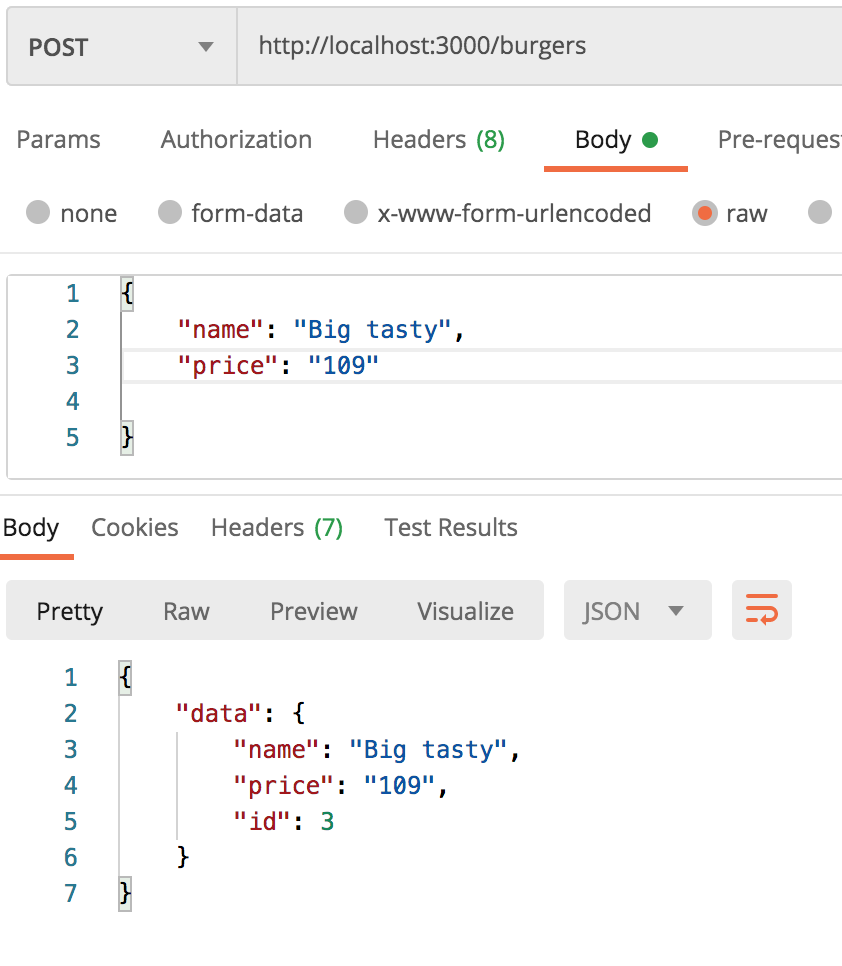 POST http://localhost:3000/burgers
Params Authorization Headers (8) Body Pre-reques
none form-data x-www-form-urlencoded raw
1 {
2 "name": "Big tasty",
3 "price": "109"
4
5 }
Body Cookies Headers (7) Test Results
Pretty Raw Preview Visualize JSON
1 {
2 "data": {
3 "name": "Big tasty",
4 "price": "109",
5 "id": 3
6 }
7 }